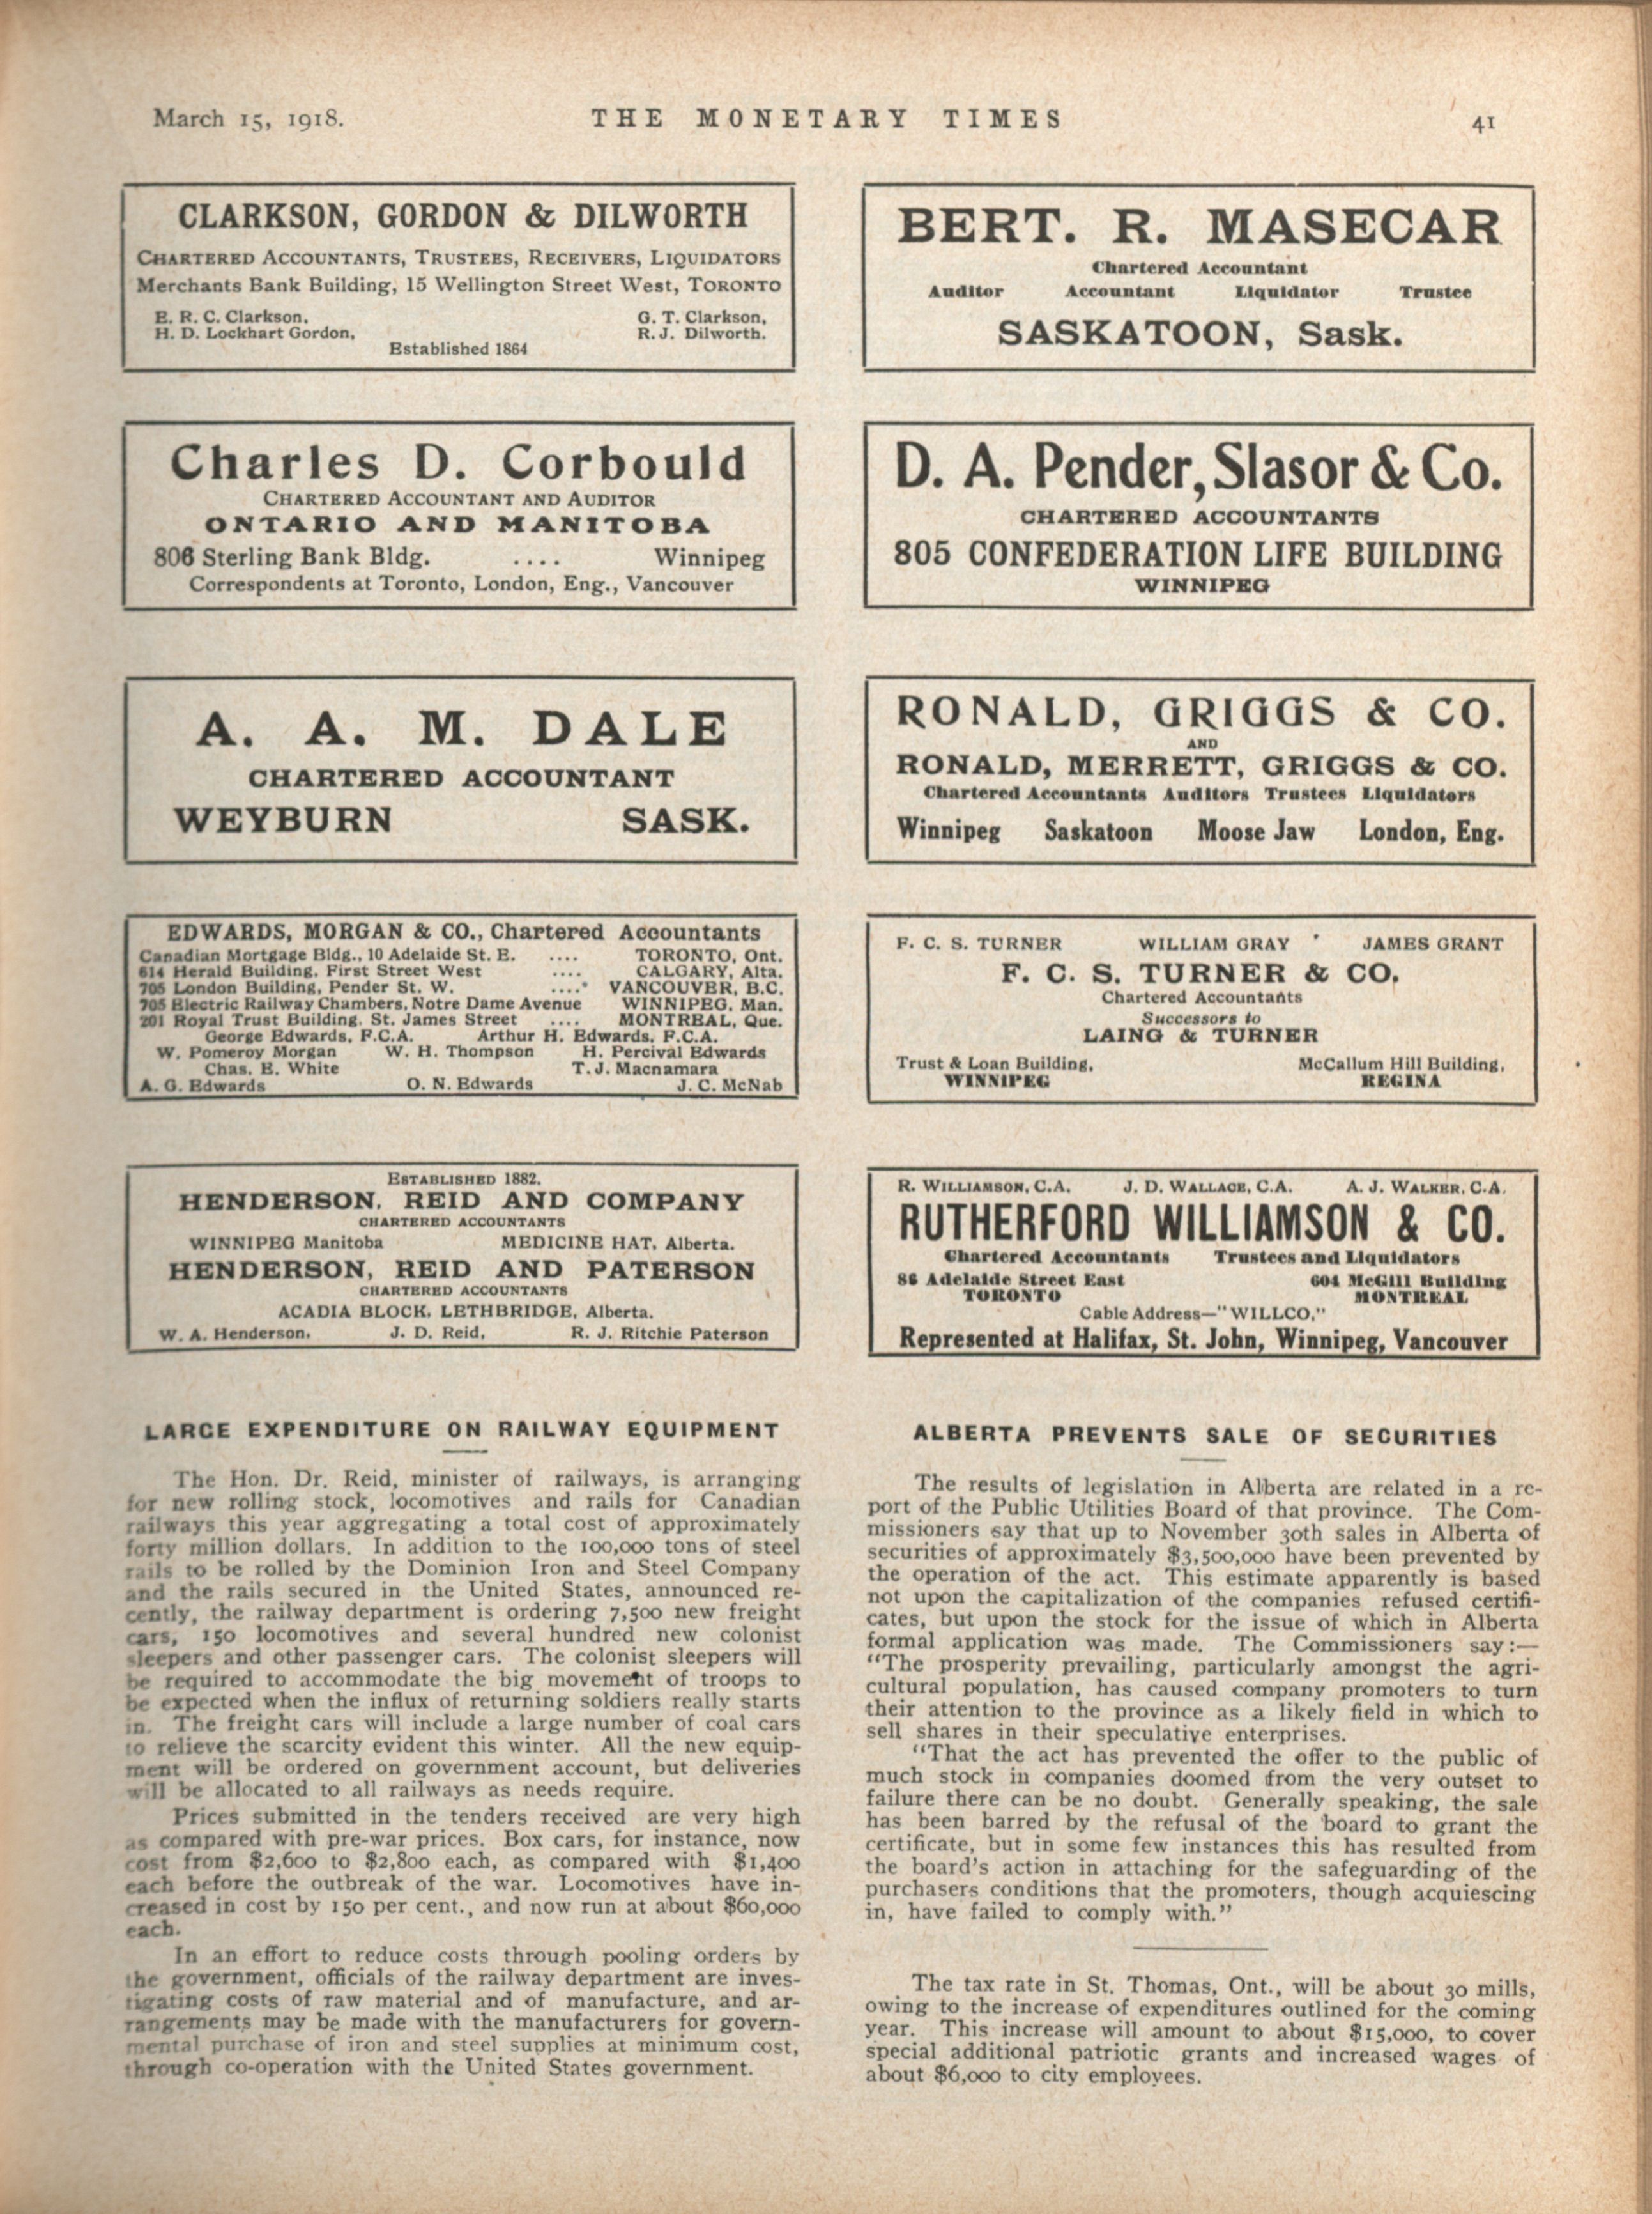 March 15, 1918.
THE MONETARY TIMES
41
CLARKSON, GORDON & DILWORTH
CHARTERED ACCOUNTANTS, TRUSTEES, RECEIVERS, LIQUIDATORS
Merchants Bank Building, 15 Wellington Street West, TORONTO
E. R. C. Clarkson. G. T. Clarkson,
H. D. Lockhart Gordon, R. J. Dilworth.
Established 1864
Charles D. Corbould
CHARTERED ACCOUNTANT AND AUDITOR
ONTARIO AND MANITOBA
806 Sterling Bank Bldg. .... Winnipeg
Correspondents at Toronto, London, Eng., Vancouver
A. A. M. DALE
CHARTERED ACCOUNTANT
WEYBURN SASK.
EDWARDS, MORGAN & CO., Chartered Accountants
Canadian Mortgage Bldg., 10 Adelaide St. E. .... TORONTO, Ont.
614 Herald Building, First Street West .... CALGARY, Alta.
706 London Building, Pender St. W. .... VANCOUVER, B.C.
705 Electric Railway Chambers, Notre Dame Avenue WINNIPEG, Man.
201 Royal Trust Building, St. James Street .... MONTREAL, Que.
George Edwards, F.C.A. Arthur H. Edwards, F.C.A.
W. Pomeroy Morgan W. H. Thompson H. Percival Edwards
Chas. E. White T. J. Macnamara
A. G. Edwards O. N. Edwards J. C. McNab
ESTABLISHED 1882.
HENDERSON, REID AND COMPANY
CHARTERED ACCOUNTANTS
WINNIPEG Manitoba MEDICINE HAT, Alberta.
HENDERSON, REID AND PATERSON
CHARTERED ACCOUNTANTS
ACADIA BLOCK, LETHBRIDGE, Alberta.
W. A. Henderson. J. D. Reid, R. J. Ritchie Paterson
BERT. R. MASECAR
Chartered Accountant
Auditor Accountant Liquidator Trustee
SASKATOON, Sask.
D. A. Pender, Slasor & Co.
CHARTERED ACCOUNTANTS
805 CONFEDERATION LIFE BUILDING
WINNIPEG
RONALD, GRIGGS & CO.
AND
RONALD, MERRETT, GRIGGS & CO.
Chartered Accountants Auditors Trustees Liquidators
Winnipeg Saskatoon Moose Jaw London, Eng.
F. C. S. TURNER WILLIAM GRAY JAMES GRANT
F. C. S. TURNER & CO.
Chartered Accountants
Successors to
LAING & TURNER
Trust & Loan Building, McCallum Hill Building,
WINNIPEG REGINA
R. WILLIAMSON, C.A. J. D. WALLACE, C.A. A. J. WALKER, C.A.
RUTHERFORD WILLIAMSON & CO.
Chartered Accountants Trustees and Liquidators
86 Adelaide Street East 604 McGill Building
TORONTO MONTREAL
Cable Address—"WILLCO."
Represented at Halifax, St. John, Winnipeg, Vancouver
LARGE EXPENDITURE ON RAILWAY EQUIPMENT
The Hon. Dr. Reid, minister of railways, is arranging
for new rolling stock, locomotives and rails for Canadian
railways this year aggregating a total cost of approximately
forty million dollars. In addition to the 100,000 tons of steel
rails to be rolled by the Dominion Iron and Steel Company
and the rails secured in the United States, announced re-
cently, the railway department is ordering 7,500 new freight
cars, 150 locomotives and several hundred new colonist
sleepers and other passenger cars. The colonist sleepers will
be required to accommodate the big movement of troops to
be expected when the influx of returning soldiers really starts
in. The freight cars will include a large number of coal cars
to relieve the scarcity evident this winter. All the new equip-
ment will be ordered on government account, but deliveries
will be allocated to all railways as needs require.
Prices submitted in the tenders received are very high
as compared with pre-war prices. Box cars, for instance, now
cost from $2,600 to $2,800 each, as compared with $1,400
each before the outbreak of the war. Locomotives have in-
creased in cost by 150 per cent., and now run at about $60,000
each.
In an effort to reduce costs through pooling orders by
the government, officials of the railway department are inves-
tigating costs of raw material and of manufacture, and ar-
rangements may be made with the manufacturers for govern-
mental purchase of iron and steel supplies at minimum cost,
through co-operation with the United States government.
ALBERTA PREVENTS SALE OF SECURITIES
The results of legislation in Alberta are related in a re-
port of the Public Utilities Board of that province. The Com-
missioners say that up to November 30th sales in Alberta of
securities of approximately $3,500,000 have been prevented by
the operation of the act. This estimate apparently is based
not upon the capitalization of the companies refused certifi-
cates, but upon the stock for the issue of which in Alberta
formal application was made. The Commissioners say:—
"The prosperity prevailing, particularly amongst the agri-
cultural population, has caused company promoters to turn
their attention to the province as a likely field in which to
sell shares in their speculative enterprises.
"That the act has prevented the offer to the public of
much stock in companies doomed from the very outset to
failure there can be no doubt. Generally speaking, the sale
has been barred by the refusal of the board to grant the
certificate, but in some few instances this has resulted from
the board's action in attaching for the safeguarding of the
purchasers conditions that the promoters, though acquiescing
in, have failed to comply with."
The tax rate in St. Thomas, Ont., will be about 30 mills,
owing to the increase of expenditures outlined for the coming
year. This increase will amount to about $15,000, to cover
special additional patriotic grants and increased wages of
about $6,000 to city employees.